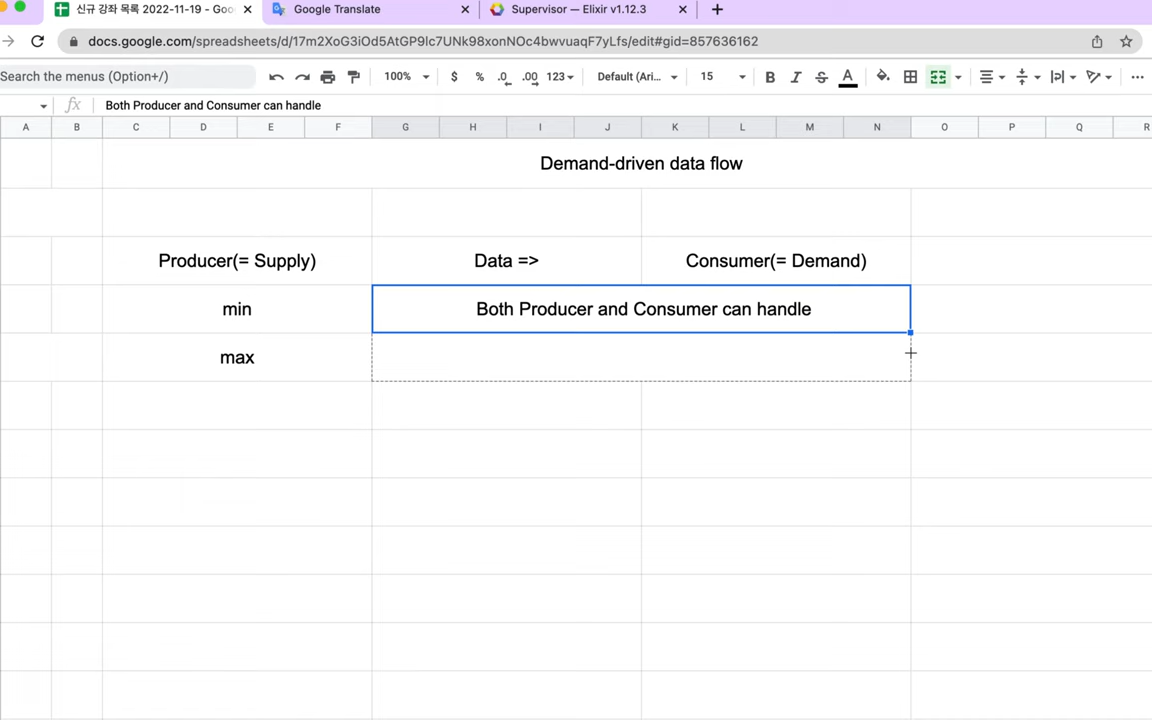 신규 강좌 목록 2022-11-19 - Goo
Google Translate
Supervisor — Elixir v1.12.3
docs.google.com/spreadsheets/d/17m2XoG3iOd5AtGP9lc7UNk98xonNOc4bwvuaqF7yLfs/edit#gid=857636162
Search the menus (Option+/)
100%
$
%
.0
.00
123
Default (Ari...
15
B
I
S
A
fx
Both Producer and Consumer can handle
A B C D E F G H I J K L M N O P Q R
Demand-driven data flow
Producer(= Supply)
Data =>
Consumer(= Demand)
min
Both Producer and Consumer can handle
max